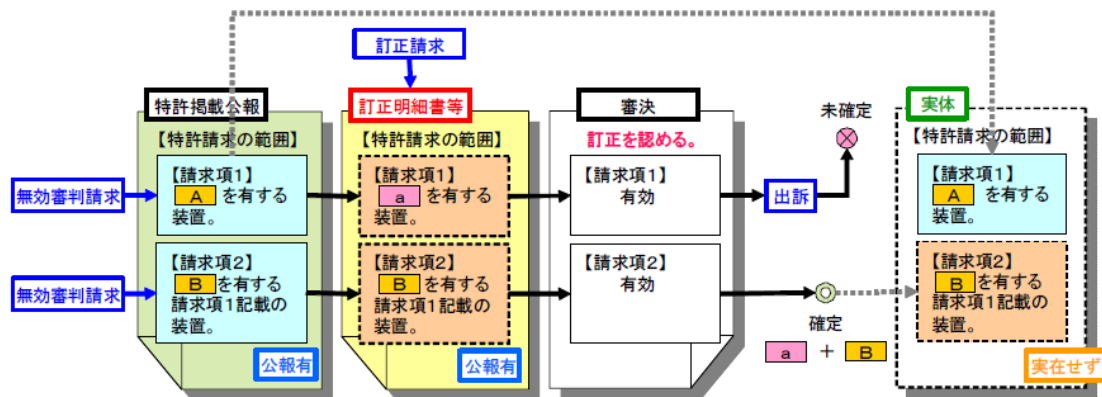 訂正請求
特許掲載公報
【特許請求の範囲】
無効審判請求
【請求項1】
A を有する
装置。
無効審判請求
【請求項2】
B を有する
請求項1記載の
装置。
公報有
訂正明細書等
【特許請求の範囲】
【請求項1】
a を有する
装置。
【請求項2】
B を有する
請求項1記載の
装置。
公報有
審決
訂正を認める。
【請求項1】
有効
【請求項2】
有効
出訴
未確定
確定
a + B
実体
【特許請求の範囲】
【請求項1】
A を有する
装置。
【請求項2】
B を有する
請求項1記載の
装置。
実在せず